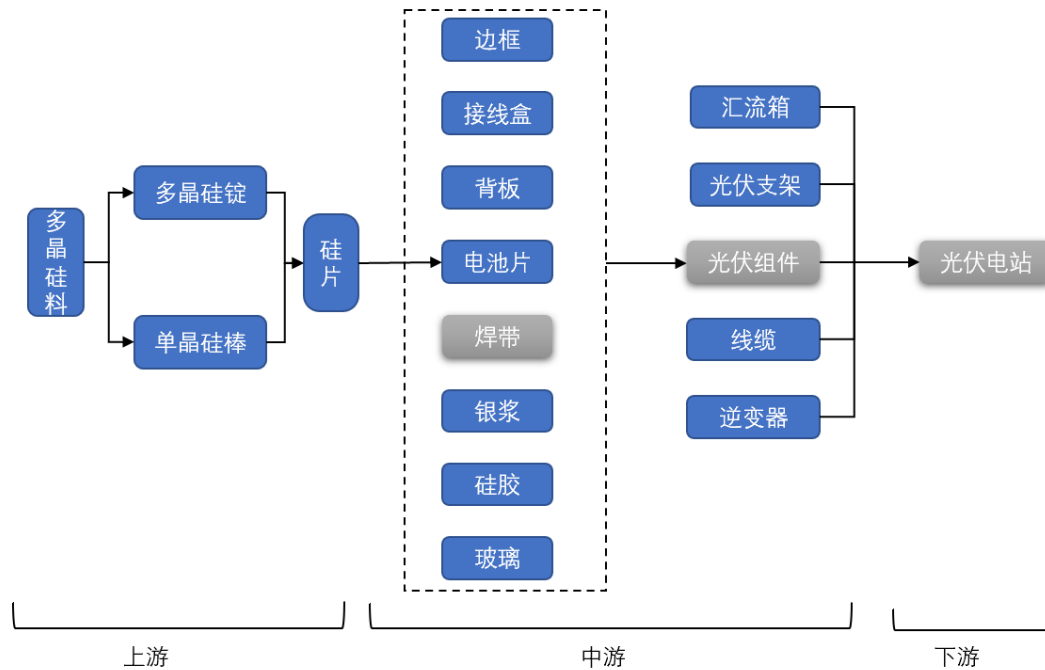 多
晶
硅
料
多晶硅锭
单晶硅棒
硅
片
边框
接线盒
背板
电池片
焊带
银浆
硅胶
玻璃
汇流箱
光伏支架
光伏组件
线缆
逆变器
光伏电站
上游
中游
下游